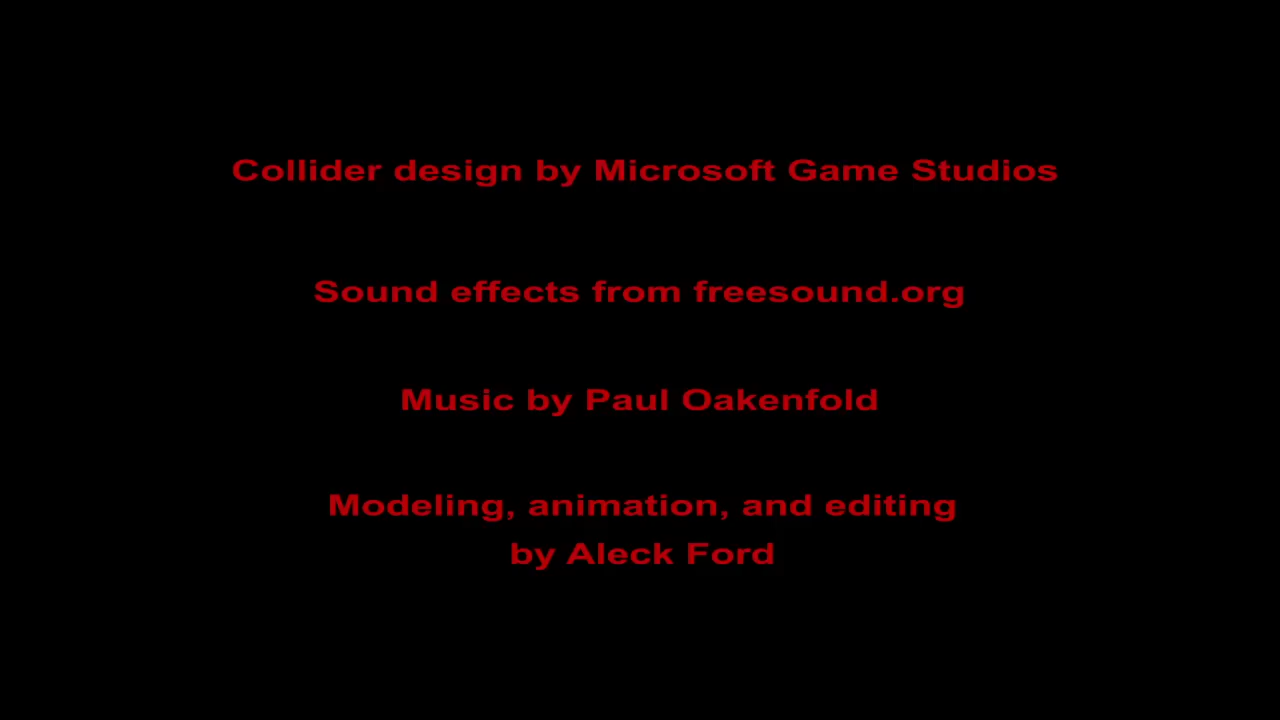 Collider design by Microsoft Game Studios
Sound effects from freesound.org
Music by Paul Oakenfold
Modeling, animation, and editing
by Aleck Ford